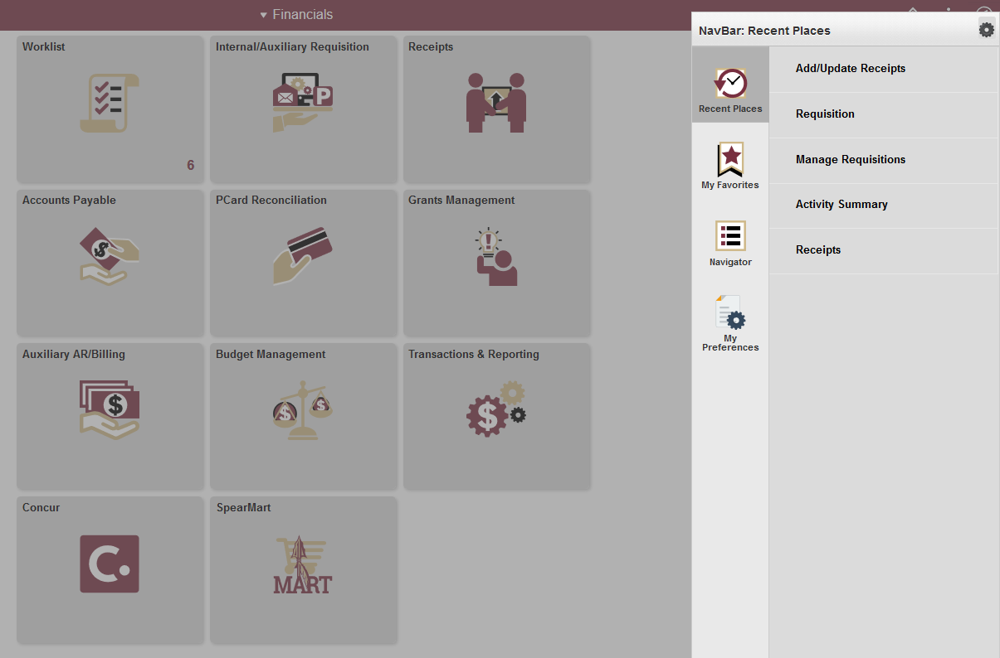 Financials
NavBar: Recent Places
Worklist
6
Internal/Auxiliary Requisition
P
Receipts
Accounts Payable
$
PCard Reconciliation
Grants Management
!
Auxiliary AR/Billing
$
Budget Management
$
$
Transactions & Reporting
$
Concur
C.
SpearMart
MART
Recent Places
My Favorites
Navigator
My
Preferences
Add/Update Receipts
Requisition
Manage Requisitions
Activity Summary
Receipts